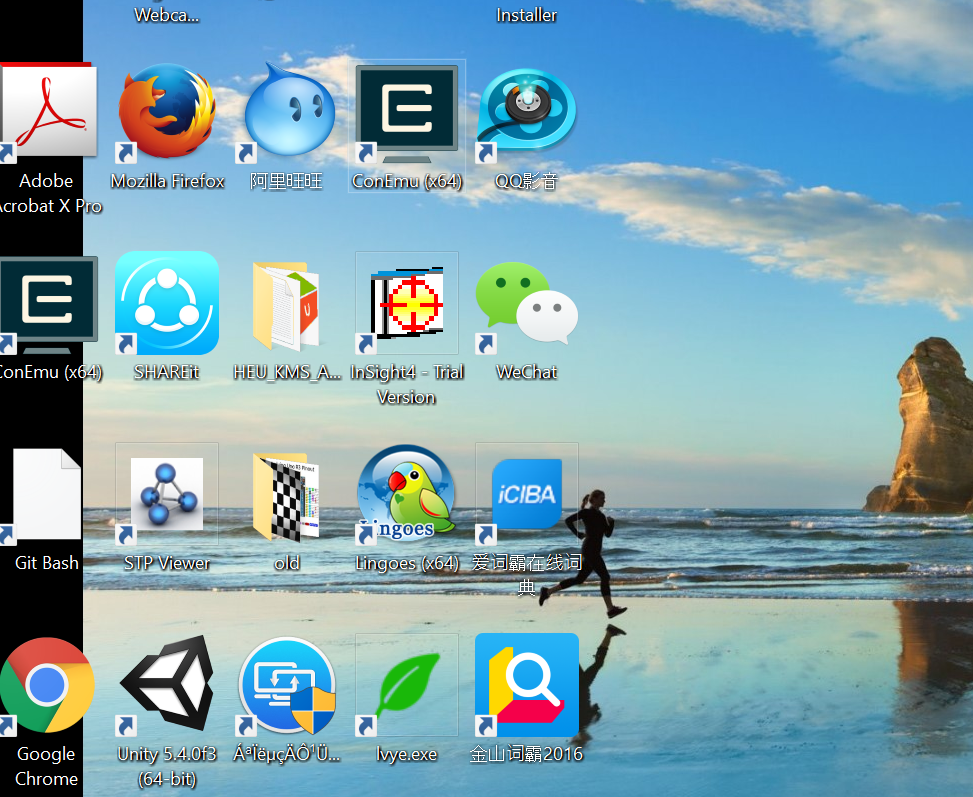 Webca...
Installer
Adobe
Acrobat X Pro
Mozilla Firefox
阿里旺旺
ConEmu (x64)
QQ影音
ConEmu (x64)
SHAREit
HEU_KMS_A...
InSight4 - Trial
Version
WeChat
Git Bash
STP Viewer
old
Lingoes
Lingoes (x64)
iCIBA
爱词霸在线词
典
Google
Chrome
Unity 5.4.0f3
(64-bit)
ÁªÏëµçÄÔ¹Ü...
lvye.exe
金山词霸2016